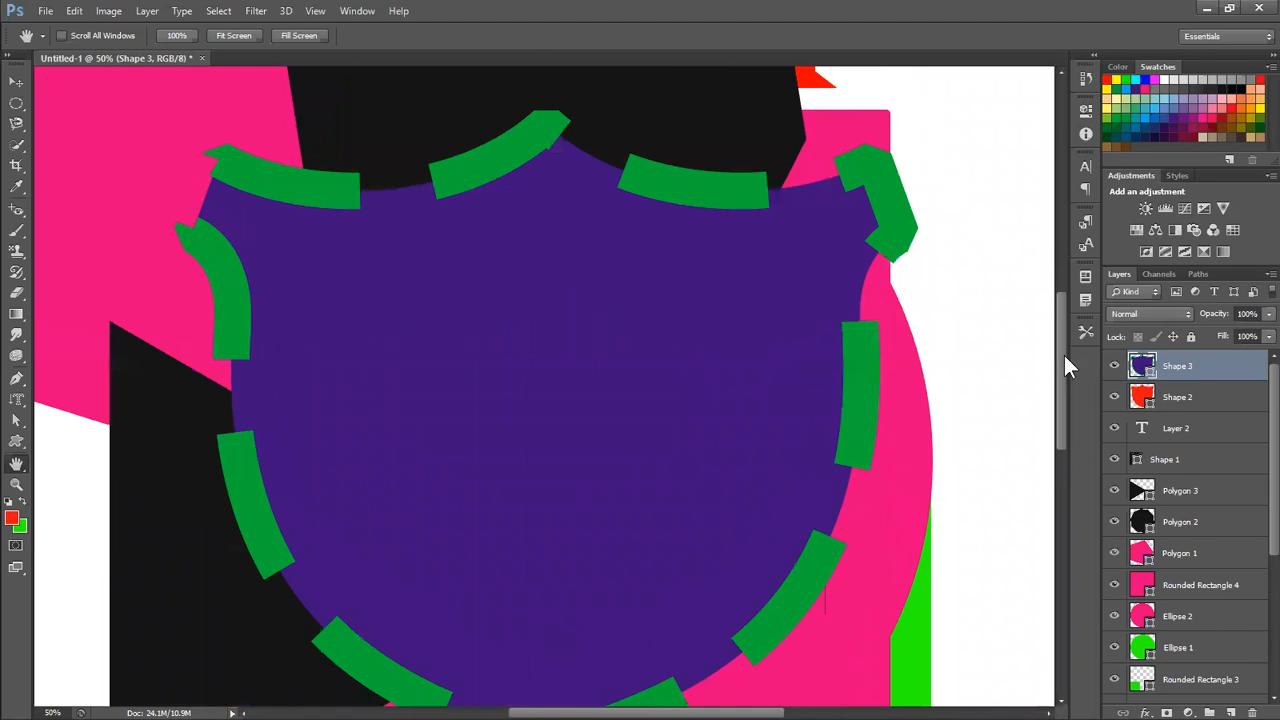 Ps File Edit Image Layer Type Select Filter 3D View Window Help
Scroll All Windows 100% Fit Screen Fill Screen Essentials
Untitled-1 @ 50% (Shape 3, RGB/8) * ×
Color Swatches
Adjustments Styles
Add an adjustment
Layers Channels Paths
Kind
Normal Opacity: 100%
Lock: Fill: 100%
Shape 3
Shape 2
T Layer 2
Shape 1
Polygon 3
Polygon 2
Polygon 1
Rounded Rectangle 4
Ellipse 2
Ellipse 1
Rounded Rectangle 3
50% Doc: 24.1M/10.9M